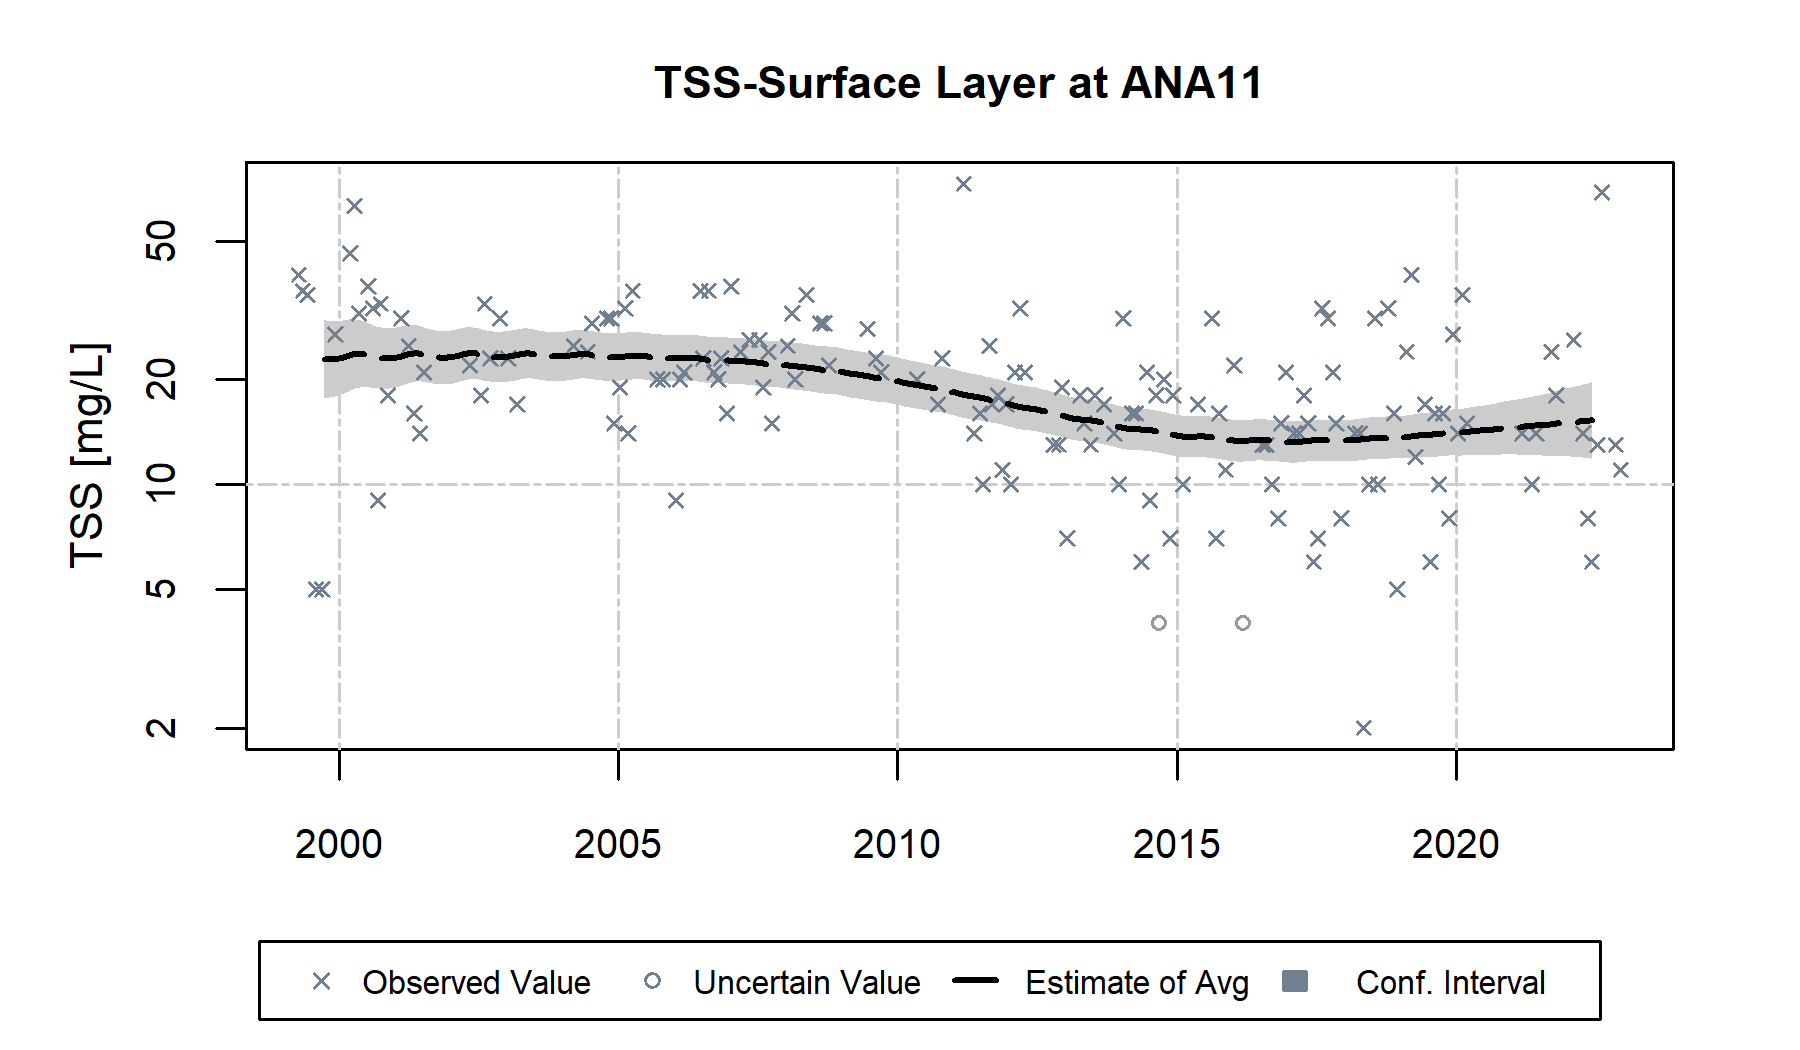 TSS-Surface Layer at ANA11
TSS [mg/L]
50
20
10
5
2
2000 2005 2010 2015 2020
Observed Value Uncertain Value Estimate of Avg Conf. Interval